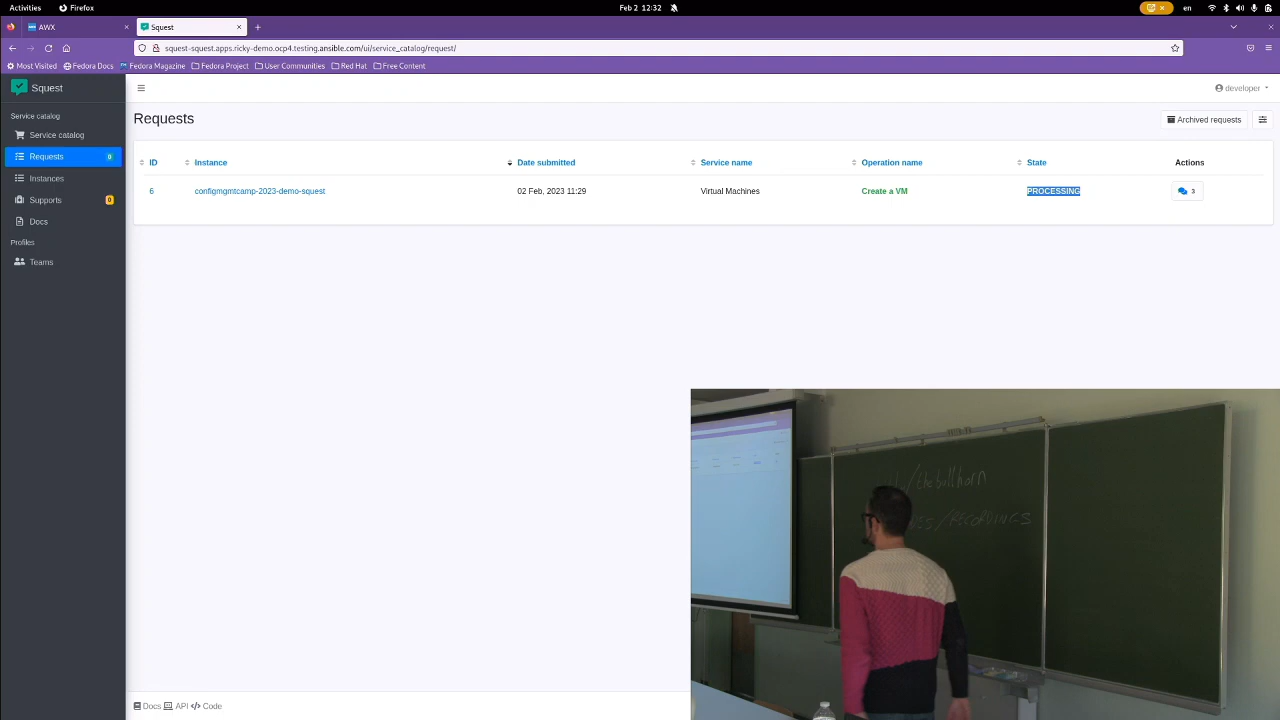 Activities Firefox Feb 2 12:32 en
AWX × Squest × +
squest-squest.apps.ricky-demo.ocp4.testing.ansible.com/ui/service_catalog/request/
Most Visited Fedora Docs Fedora Magazine Fedora Project User Communities Red Hat Free Content
Squest developer
Service catalog
Service catalog
Requests 0
Instances
Supports 0
Docs
Profiles
Teams
Requests Archived requests
ID Instance Date submitted Service name Operation name State Actions
6 configmgmtcamp-2023-demo-squest 02 Feb, 2023 11:29 Virtual Machines Create a VM PROCESSING 3
/thebullhorn
/RECORDINGS
Docs API Code